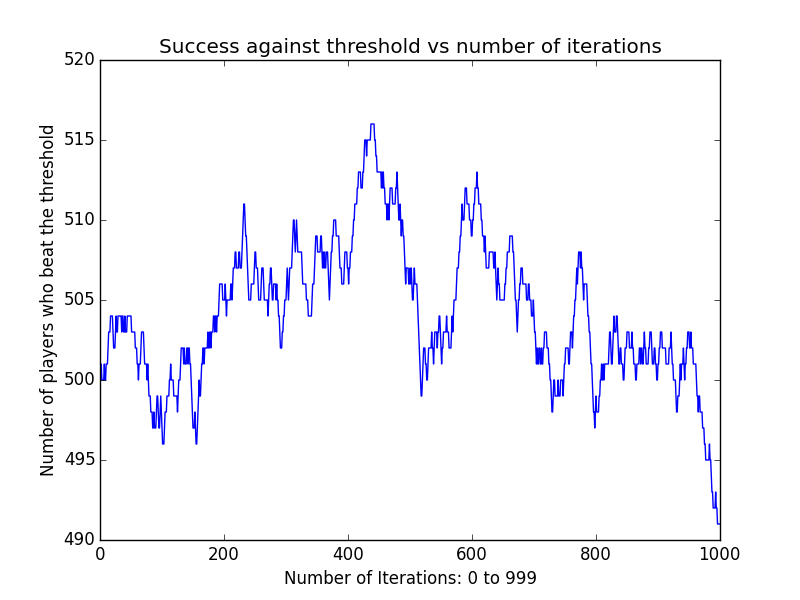 Success against threshold vs number of iterations
520
515
510
505
500
495
490
Number of players who beat the threshold
0 200 400 600 800 1000
Number of Iterations: 0 to 999